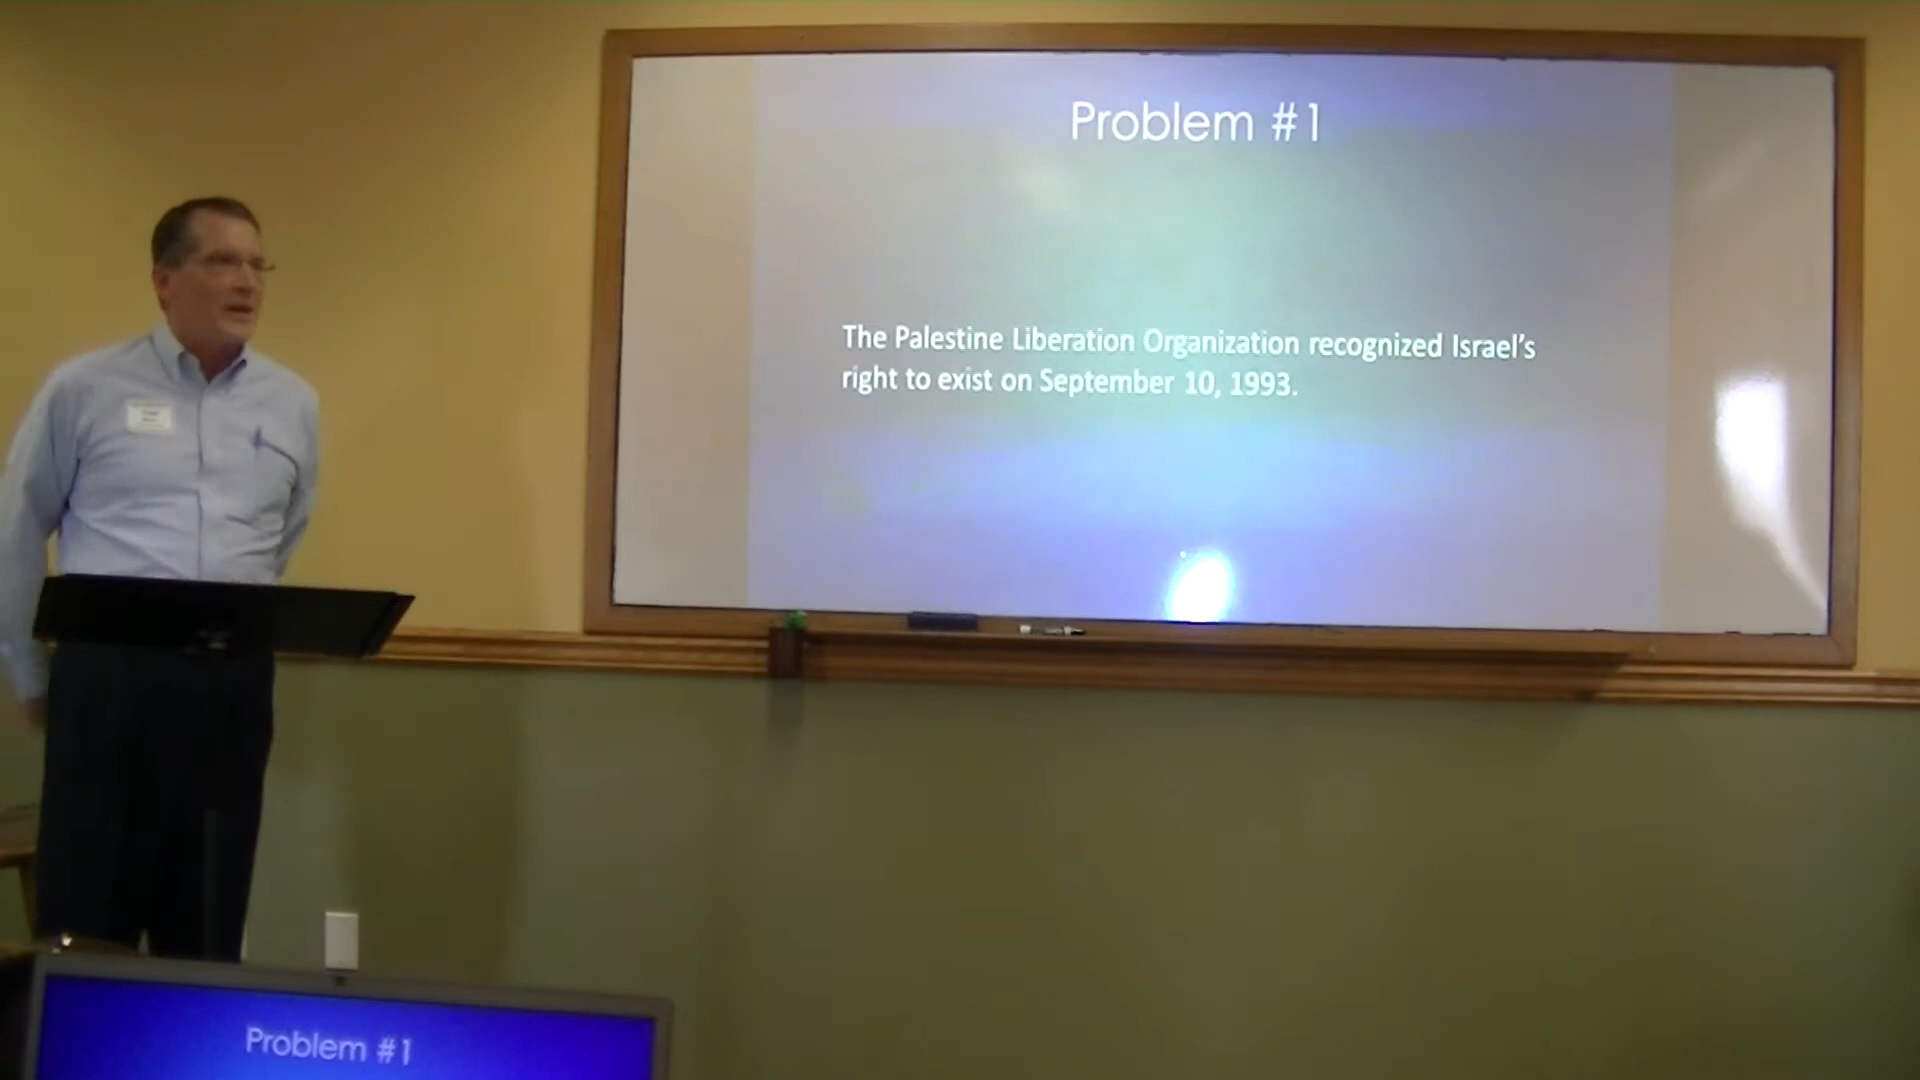 Problem #1
The Palestine Liberation Organization recognized Israel's
right to exist on September 10, 1993.
Problem #1